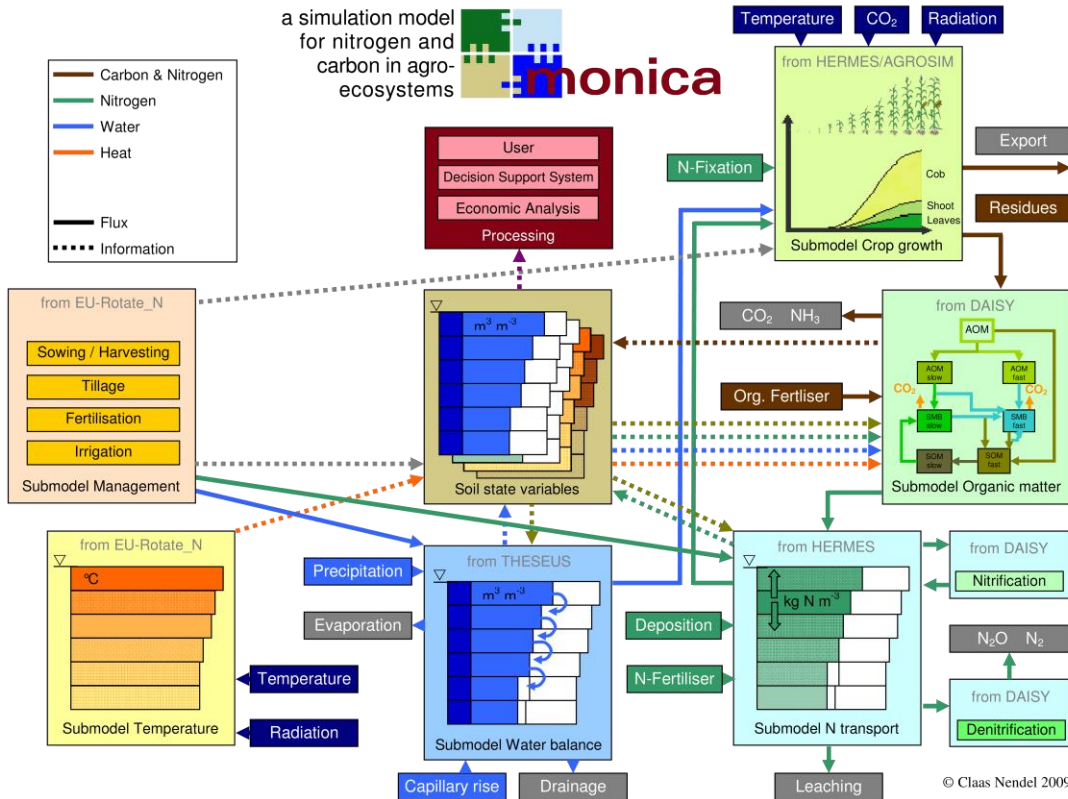 a simulation model
for nitrogen and
carbon in agro-
ecosystems
monica
Carbon & Nitrogen
Nitrogen
Water
Heat
Flux
Information
Temperature
CO₂
Radiation
from HERMES/AGROSIM
Cob
Shoot
Leaves
Submodel Crop growth
N-Fixation
Export
Residues
User
Decision Support System
Economic Analysis
Processing
from EU-Rotate_N
Sowing / Harvesting
Tillage
Fertilisation
Irrigation
Submodel Management
m³ m⁻³
Soil state variables
CO₂ NH₃
Org. Fertliser
from DAISY
AOM
AOM
slow
AOM
fast
CO₂
CO₂
SMB
slow
SMB
fast
SOM
slow
SOM
fast
Submodel Organic matter
from EU-Rotate_N
°C
Submodel Temperature
Temperature
Radiation
Precipitation
Evaporation
from THESEUS
m³ m⁻³
Submodel Water balance
Capillary rise
Drainage
Deposition
N-Fertiliser
from HERMES
kg N m⁻³
Submodel N transport
Leaching
from DAISY
Nitrification
N₂O N₂
from DAISY
Denitrification
© Claas Nendel 2009